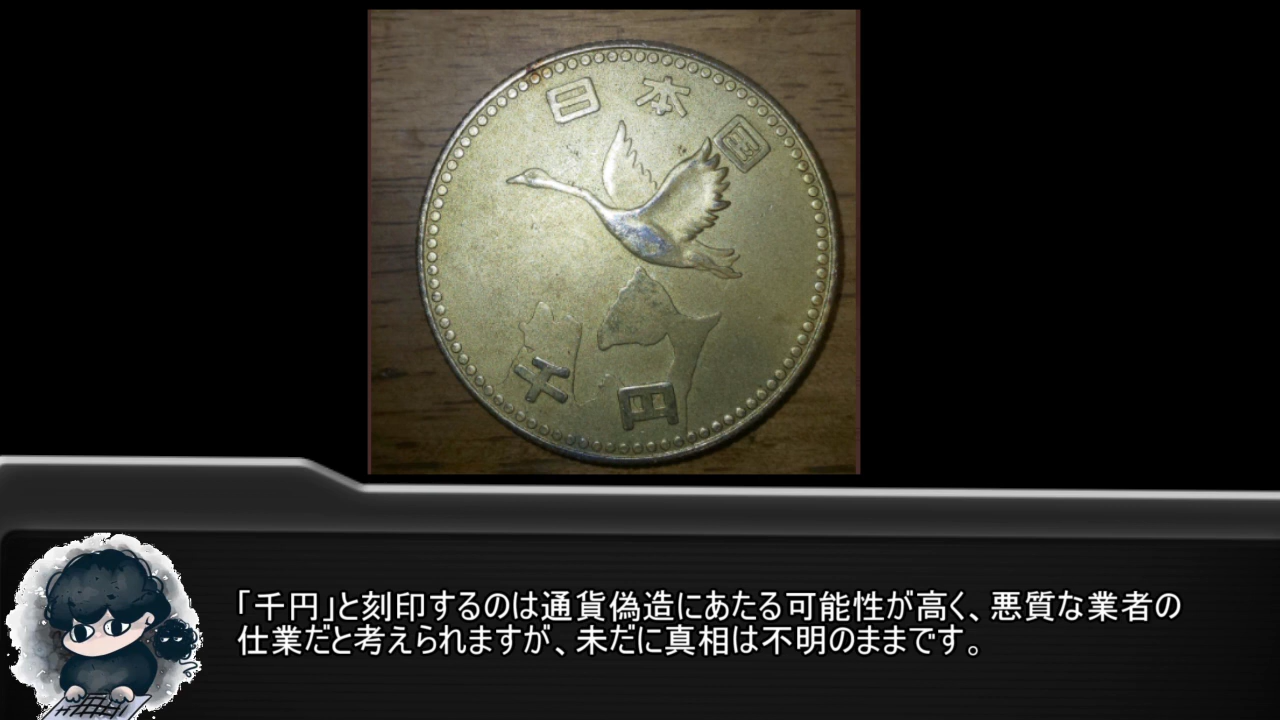 日本国
千円
「千円」と刻印するのは通貨偽造にあたる可能性が高く、悪質な業者の
仕業だと考えられますが、未だに真相は不明のままです。